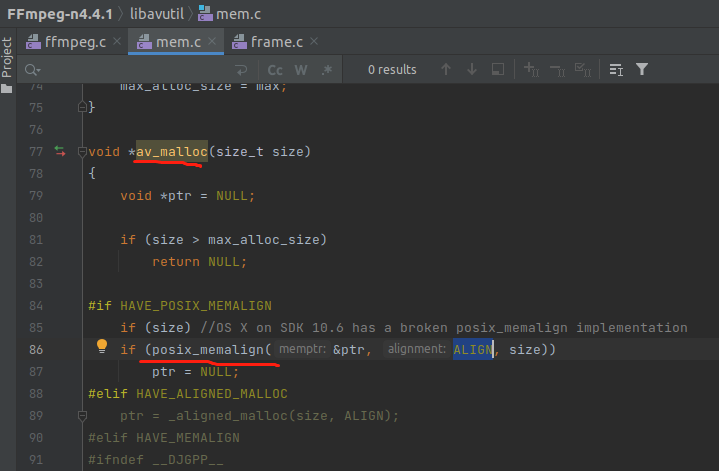 FFmpeg-n4.4.1 libavutil mem.c
Project
ffmpeg.c × mem.c × frame.c ×
Cc W .* 0 results
74 max_alloc_size = max;
75 }
76
77 void *av_malloc(size_t size)
78 {
79 void *ptr = NULL;
80
81 if (size > max_alloc_size)
82 return NULL;
83
84 #if HAVE_POSIX_MEMALIGN
85 if (size) //OS X on SDK 10.6 has a broken posix_memalign implementation
86 if (posix_memalign( memptr: &ptr, alignment: ALIGN, size))
87 ptr = NULL;
88 #elif HAVE_ALIGNED_MALLOC
89 ptr = _aligned_malloc(size, ALIGN);
90 #elif HAVE_MEMALIGN
91 #ifndef __DJGPP__